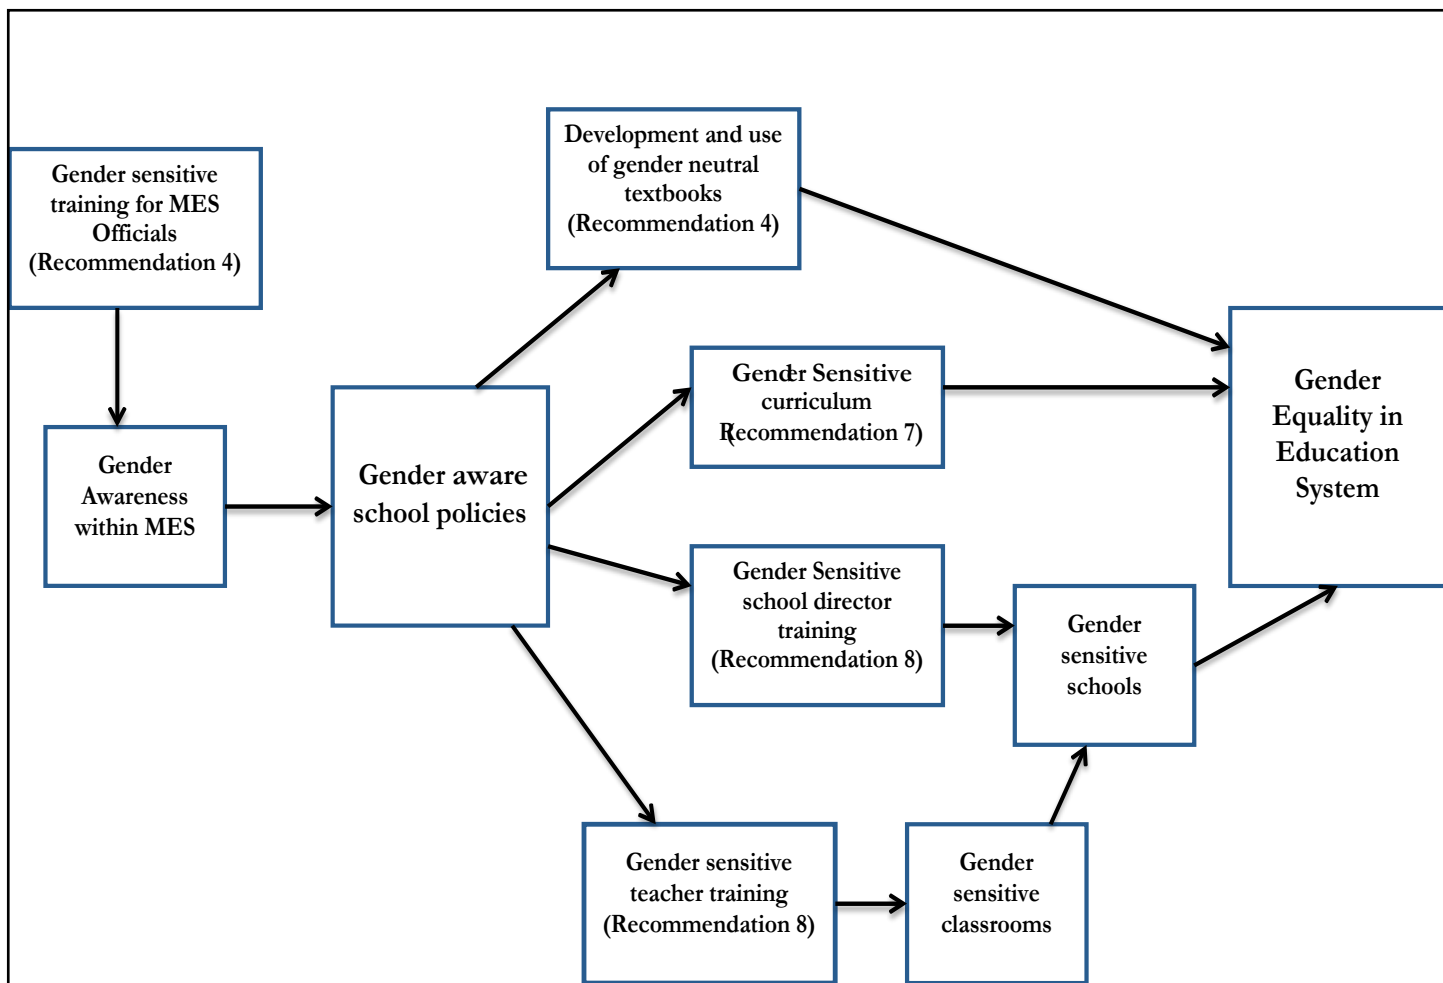 Gender sensitive
training for MES
Officials
(Recommendation 4)
Gender
Awareness
within MES
Gender aware
school policies
Development and use
of gender neutral
textbooks
(Recommendation 4)
Gender Sensitive
curriculum
(Recommendation 7)
Gender Sensitive
school director
training
(Recommendation 8)
Gender sensitive
teacher training
(Recommendation 8)
Gender
sensitive
classrooms
Gender
sensitive
schools
Gender
Equality in
Education
System